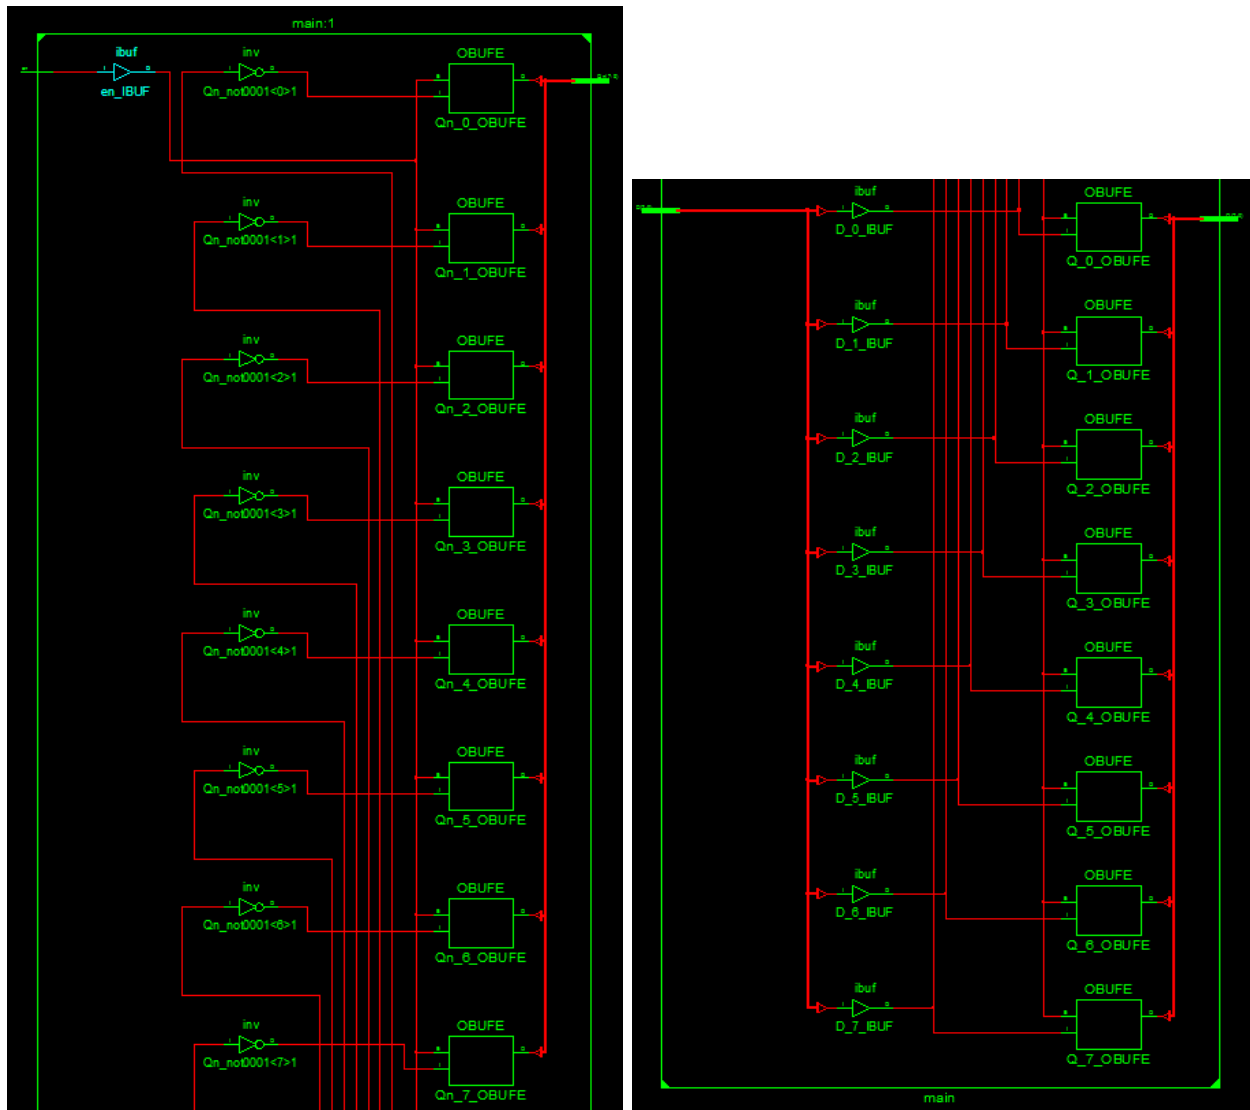 main:1
ibuf
inv
OBUFE
en_IBUF
Qn_not0001<0>1
Qn_0_OBUFE
inv
OBUFE
Qn_not0001<1>1
Qn_1_OBUFE
inv
OBUFE
Qn_not0001<2>1
Qn_2_OBUFE
inv
OBUFE
Qn_not0001<3>1
Qn_3_OBUFE
inv
OBUFE
Qn_not0001<4>1
Qn_4_OBUFE
inv
OBUFE
Qn_not0001<5>1
Qn_5_OBUFE
inv
OBUFE
Qn_not0001<6>1
Qn_6_OBUFE
inv
OBUFE
Qn_not0001<7>1
Qn_7_OBUFE
ibuf
OBUFE
D_0_IBUF
Q_0_OBUFE
ibuf
OBUFE
D_1_IBUF
Q_1_OBUFE
ibuf
OBUFE
D_2_IBUF
Q_2_OBUFE
ibuf
OBUFE
D_3_IBUF
Q_3_OBUFE
ibuf
OBUFE
D_4_IBUF
Q_4_OBUFE
ibuf
OBUFE
D_5_IBUF
Q_5_OBUFE
ibuf
OBUFE
D_6_IBUF
Q_6_OBUFE
ibuf
OBUFE
D_7_IBUF
Q_7_OBUFE
main